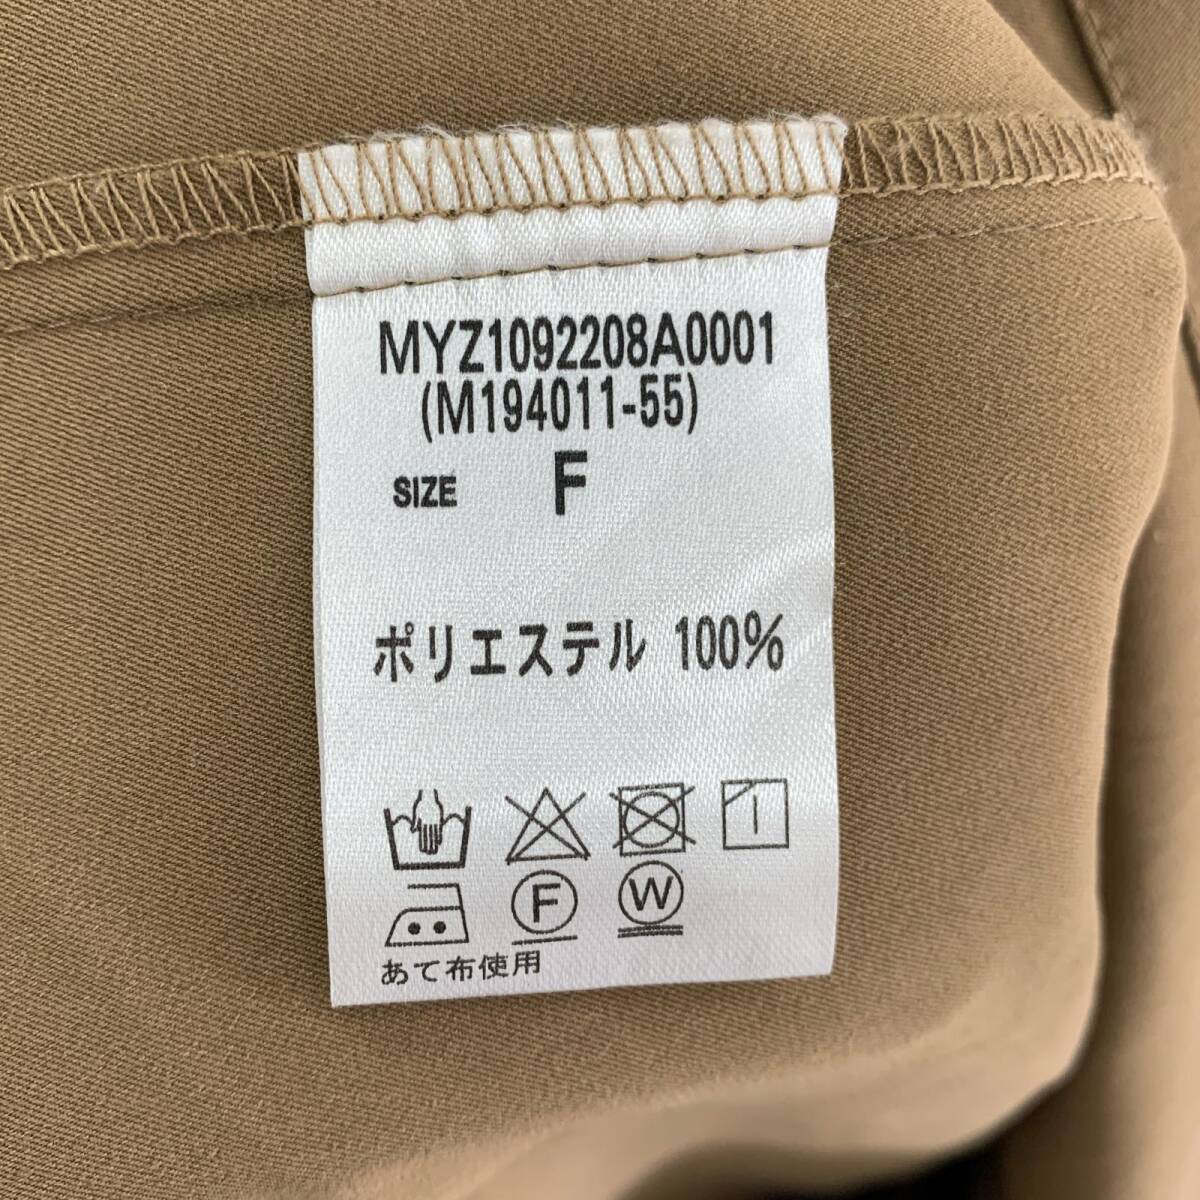 MYZ1092208A0001
(M194011-55)
SIZE F
ポリエステル 100%
F W
あて布使用